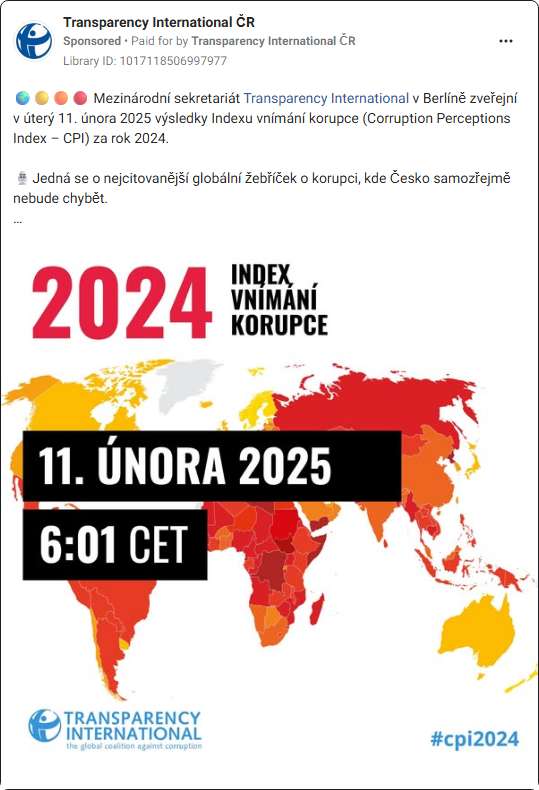 Transparency International ČR
Sponsored • Paid for by Transparency International ČR
Library ID: 1017118506997977
Mezinárodní sekretariát Transparency International v Berlíně zveřejní
v úterý 11. února 2025 výsledky Indexu vnímání korupce (Corruption Perceptions
Index – CPI) za rok 2024.
Jedná se o nejcitovanější globální žebříček o korupci, kde Česko samozřejmě
nebude chybět.
...
2024
INDEX
VNÍMÁNÍ
KORUPCE
11. ÚNORA 2025
6:01 CET
TRANSPARENCY
INTERNATIONAL
the global coalition against corruption
#cpi2024